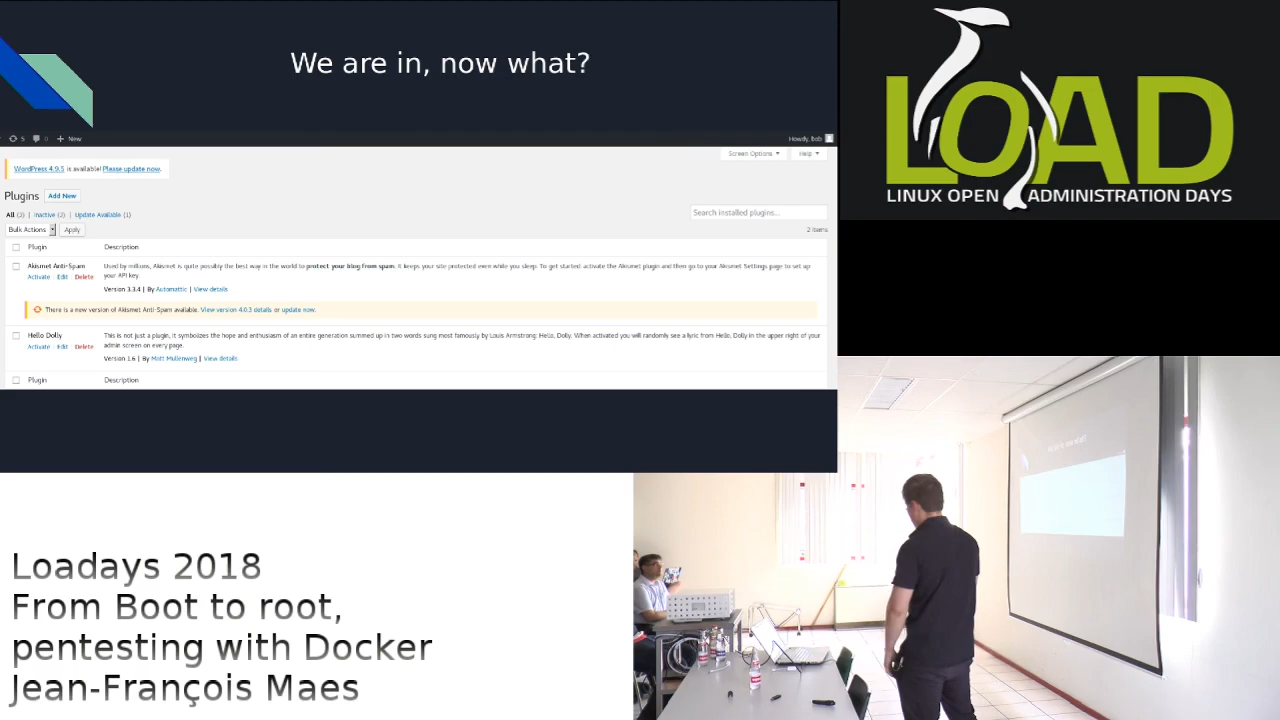 We are in, now what?
5 0 + New
Howdy, Bob
Screen Options ▼ Help ▼
WordPress 4.9.5 is available! Please update now.
Plugins Add New
All (2) | Inactive (2) | Update Available (1)
Search installed plugins...
Bulk Actions Apply
2 items
Plugin Description
Akismet Anti-Spam
Activate | Edit | Delete
Used by millions, Akismet is quite possibly the best way in the world to protect your blog from spam. It keeps your site protected even while you sleep. To get started: activate the Akismet plugin and then go to your Akismet Settings page to set up
your API key.
Version 3.3.4 | By Automattic | View details
There is a new version of Akismet Anti-Spam available. View version 4.0.3 details or update now.
Hello Dolly
Activate | Edit | Delete
This is not just a plugin, it symbolizes the hope and enthusiasm of an entire generation summed up in two words sung most famously by Louis Armstrong: Hello, Dolly. When activated you will randomly see a lyric from Hello, Dolly in the upper right of your
admin screen on every page.
Version 1.6 | By Matt Mullenweg | View details
Plugin Description
LOAD
LINUX OPEN ADMINISTRATION DAYS
Loadays 2018
From Boot to root,
pentesting with Docker
Jean-François Maes